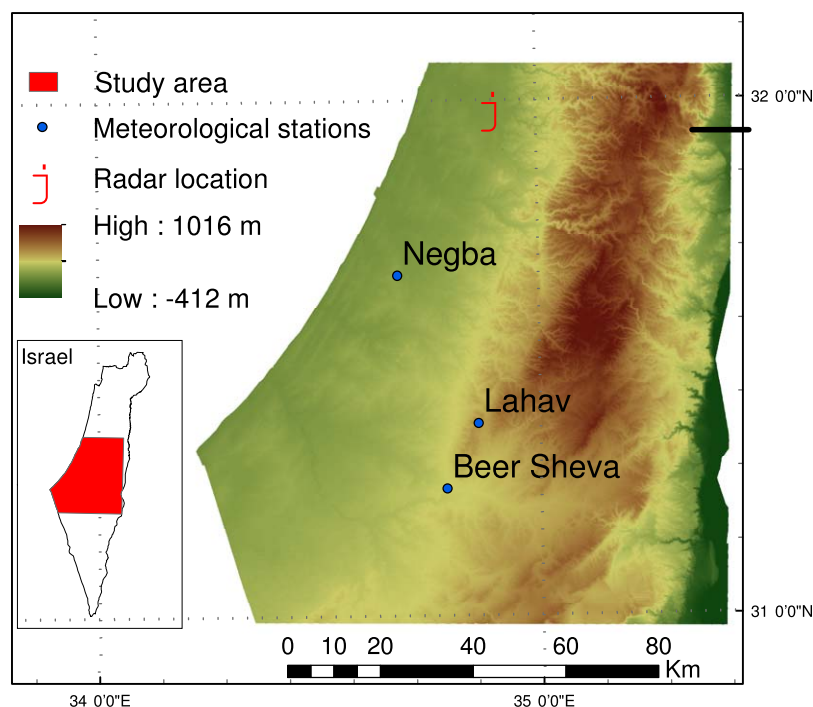 Study area
32 0'0"N
Meteorological stations
Radar location
High : 1016 m
Negba
Low : -412 m
Israel
Lahav
Beer Sheva
31 0'0"N
0 10 20 40 60 80
Km
34 0'0"E 35 0'0"E